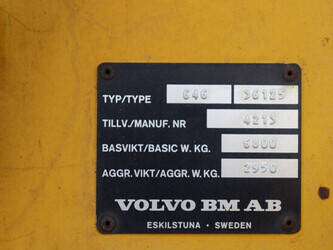 TYP/TYPE 646 36125
TILLV./MANUF. NR 4213
BASVIKT/BASIC W. KG. 6800
AGGR.VIKT/AGGR. W. KG. 2950
VOLVO BM AB
ESKILSTUNA · SWEDEN